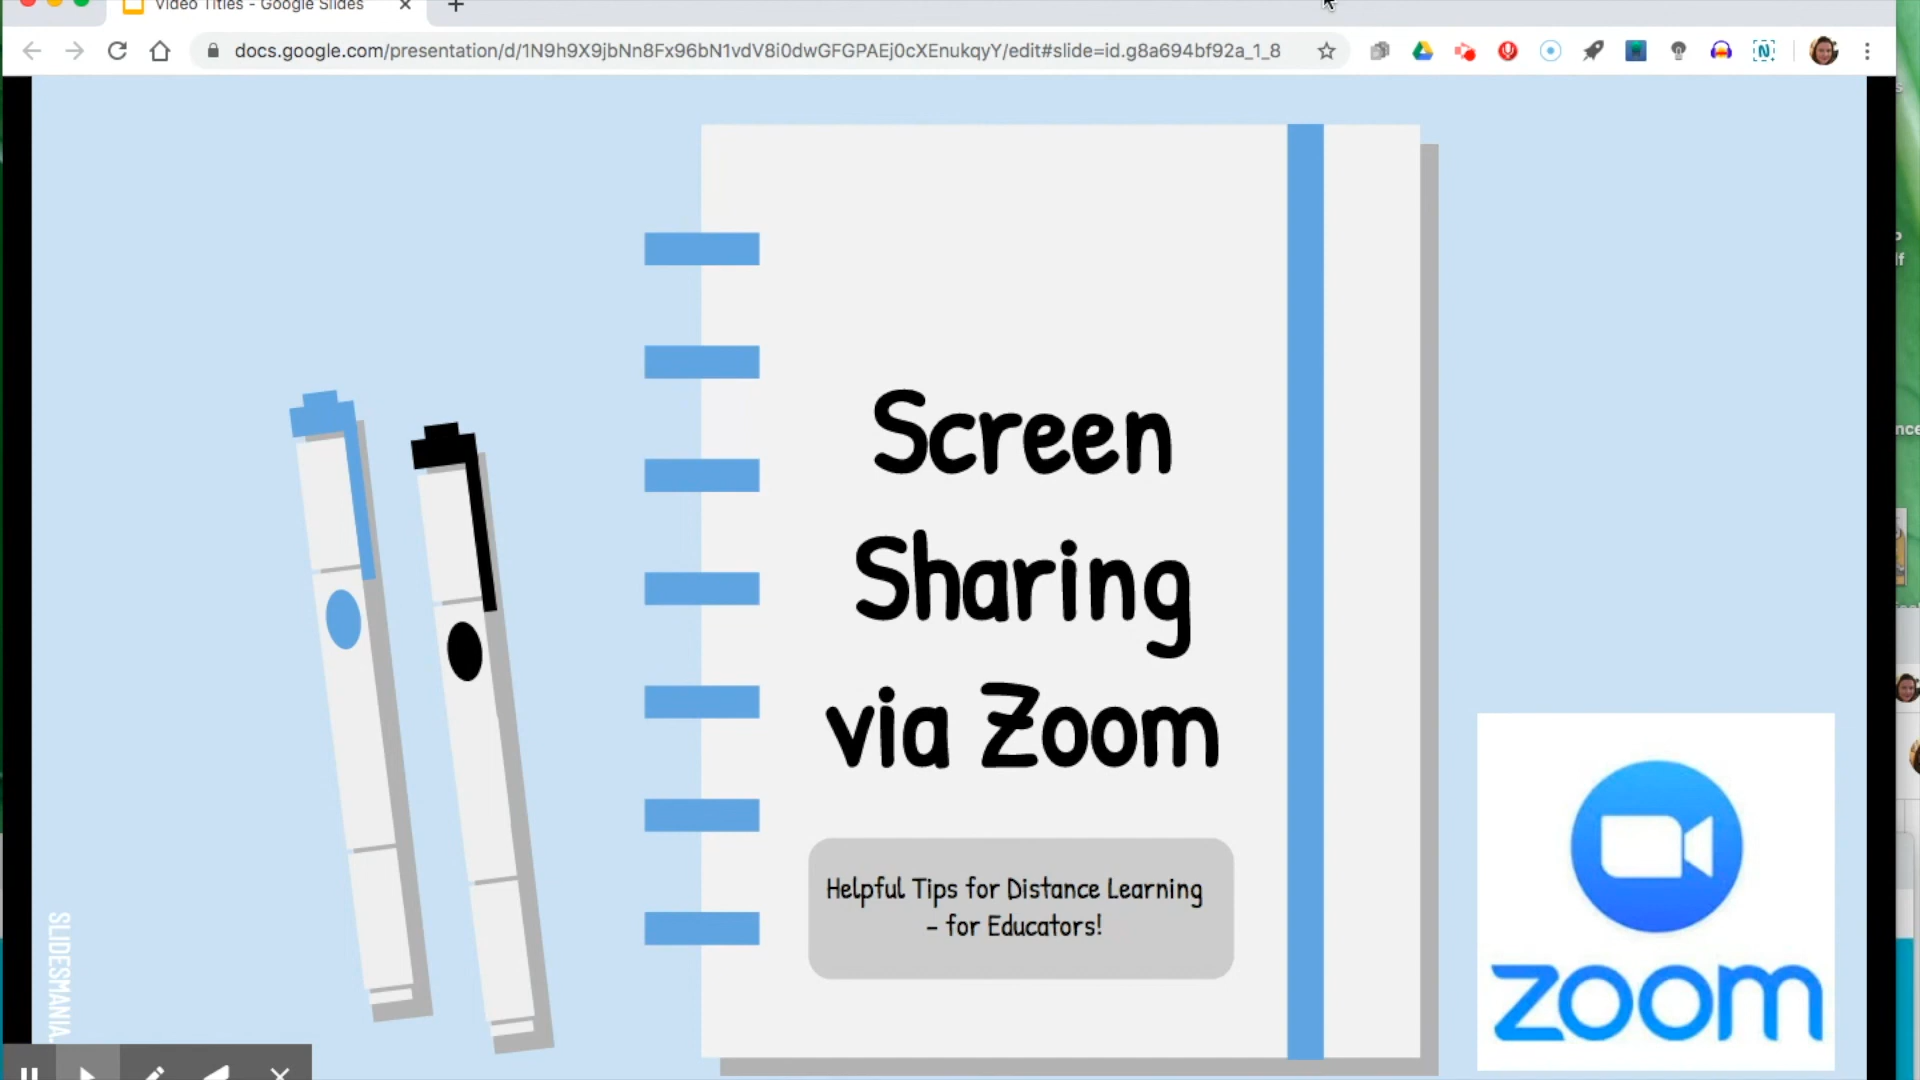 Video Titles - Google Slides
docs.google.com/presentation/d/1N9h9X9jbNn8Fx96bN1vdV8i0dwGFGPAEj0cXEnukqyY/edit#slide=id.g8a694bf92a_1_8
Screen
Sharing
via Zoom
Helpful Tips for Distance Learning
- for Educators!
zoom
SLIDESMANIA.